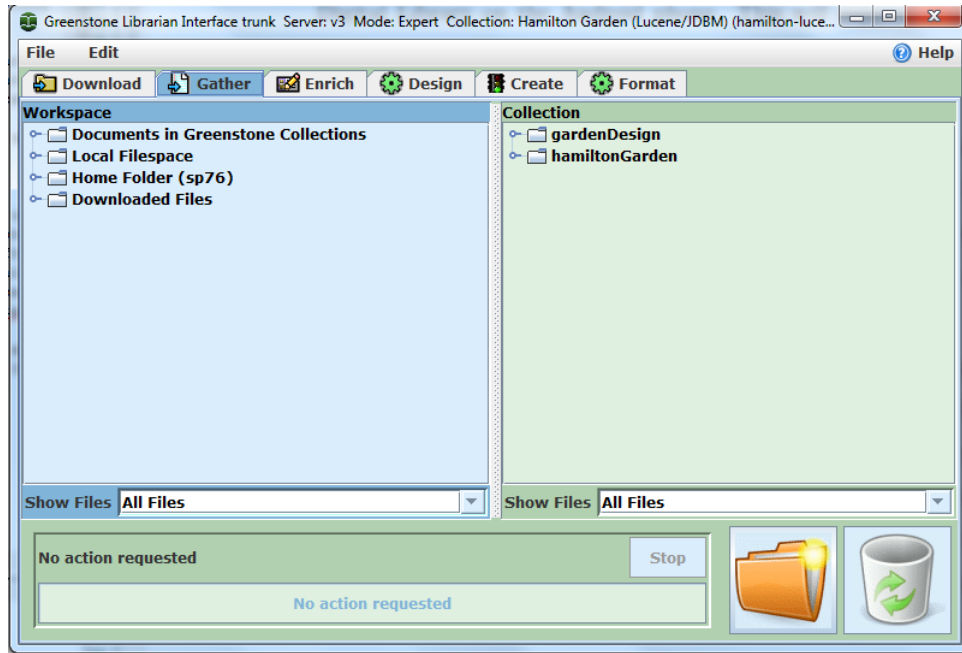 Greenstone Librarian Interface trunk Server: v3 Mode: Expert Collection: Hamilton Garden (Lucene/JDBM) (hamilton-luce...
File Edit Help
Download Gather Enrich Design Create Format
Workspace Collection
Documents in Greenstone Collections gardenDesign
Local Filespace hamiltonGarden
Home Folder (sp76)
Downloaded Files
Show Files All Files Show Files All Files
No action requested Stop
No action requested